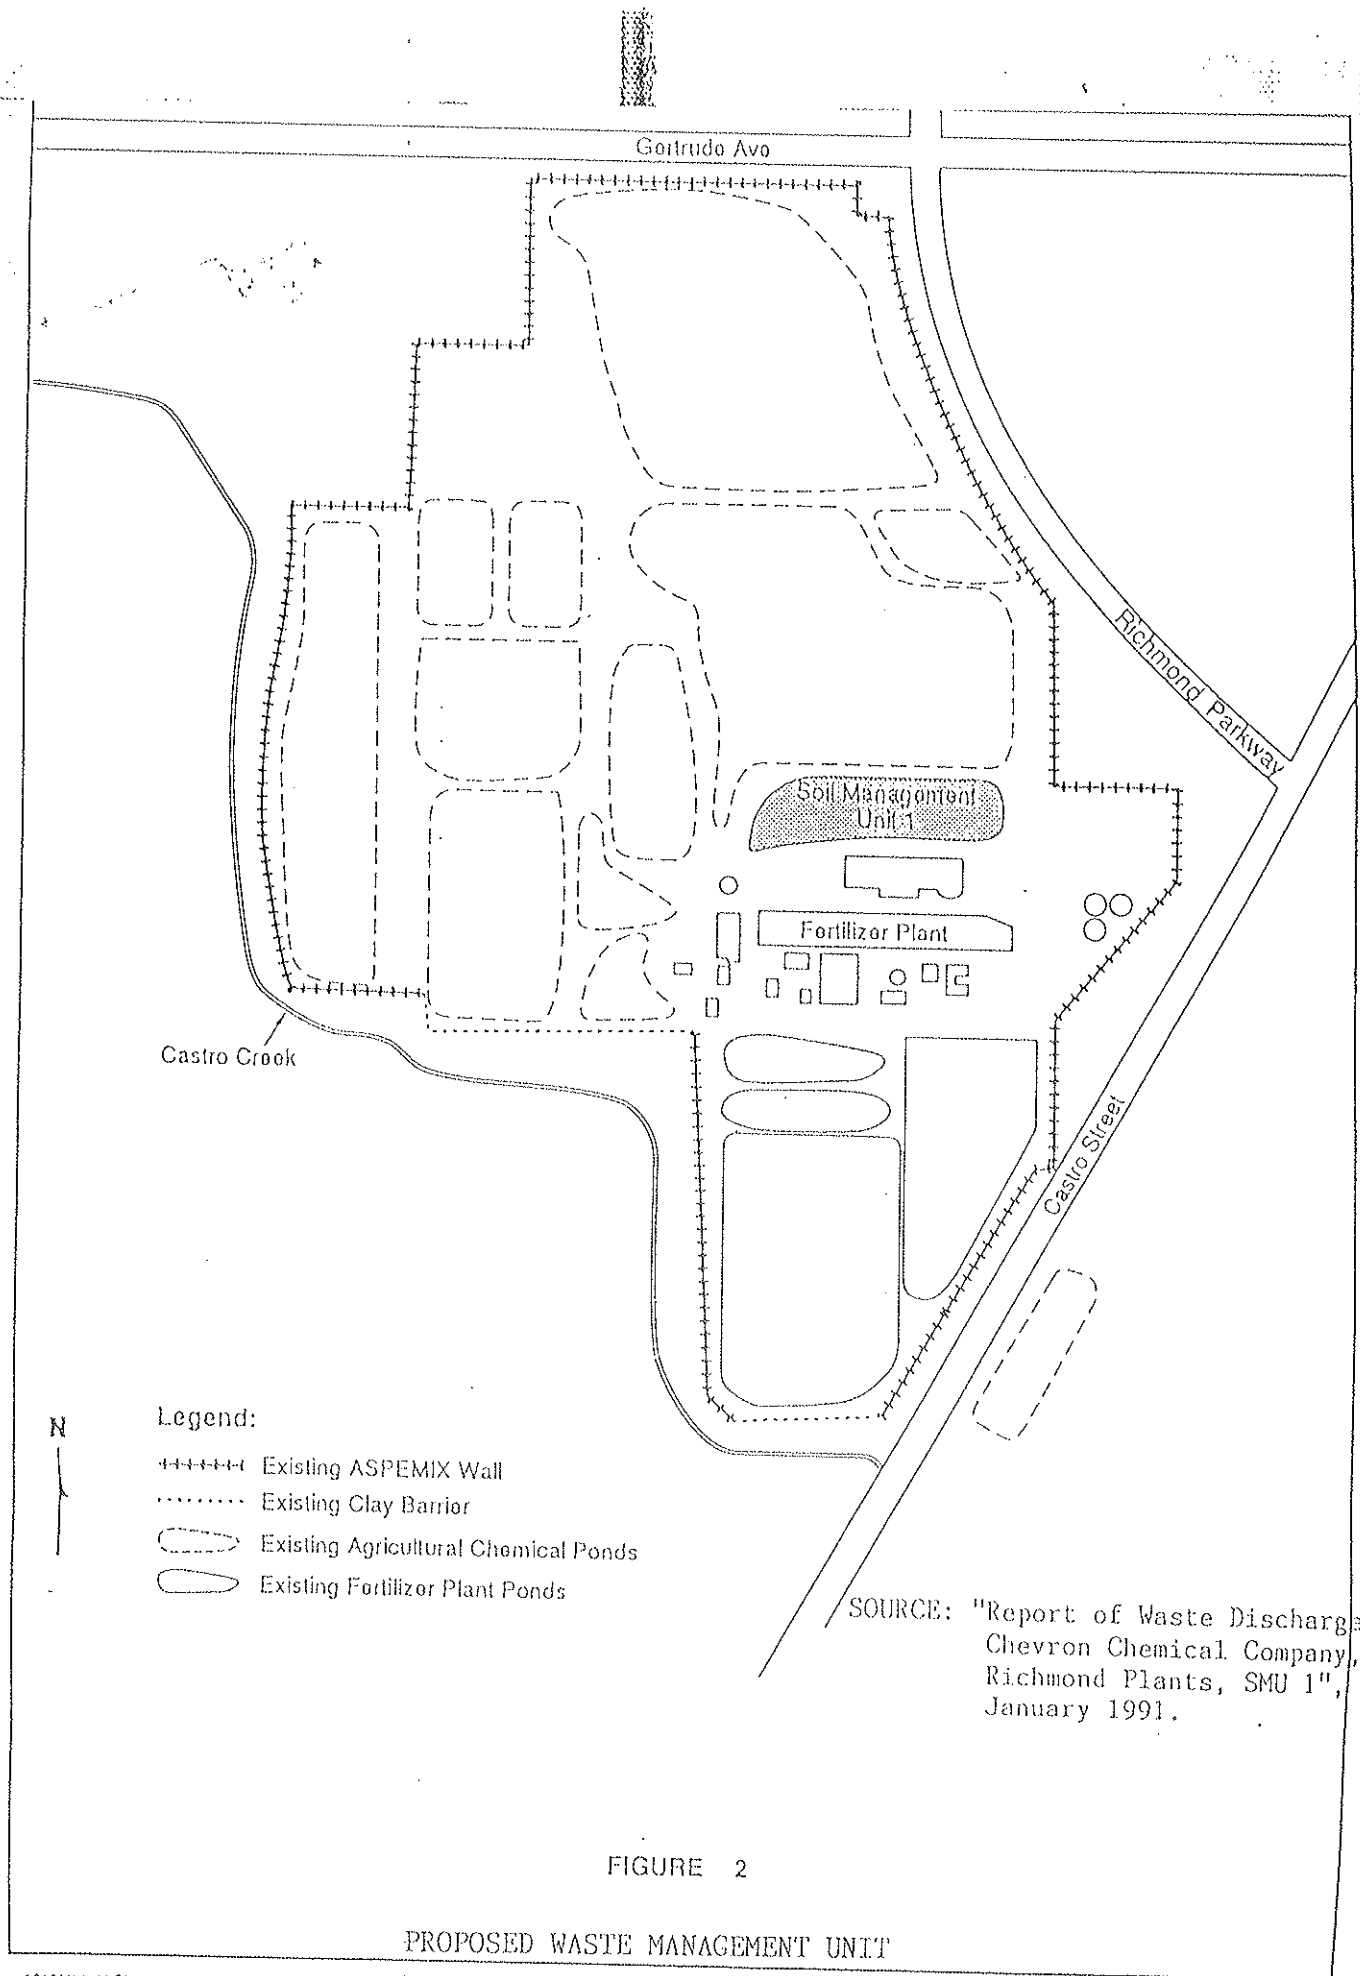 Gertrude Ave
Richmond Parkway
Soil Management
Unit 1
Fertilizer Plant
Castro Creek
Castro Street
N
Legend:
Existing ASPEMIX Wall
Existing Clay Barrier
Existing Agricultural Chemical Ponds
Existing Fertilizer Plant Ponds
SOURCE: "Report of Waste Discharge
Chevron Chemical Company,
Richmond Plants, SMU 1",
January 1991.
FIGURE 2
PROPOSED WASTE MANAGEMENT UNIT